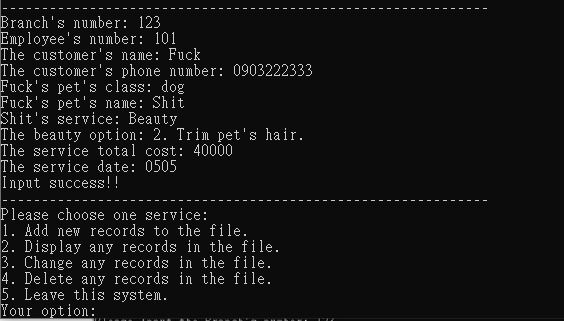 ----------------------------------------------------------------
Branch's number: 123
Employee's number: 101
The customer's name: Fuck
The customer's phone number: 0903222333
Fuck's pet's class: dog
Fuck's pet's name: Shit
Shit's service: Beauty
The beauty option: 2. Trim pet's hair.
The service total cost: 40000
The service date: 0505
Input success!!
----------------------------------------------------------------
Please choose one service:
1. Add new records to the file.
2. Display any records in the file.
3. Change any records in the file.
4. Delete any records in the file.
5. Leave this system.
Your option: